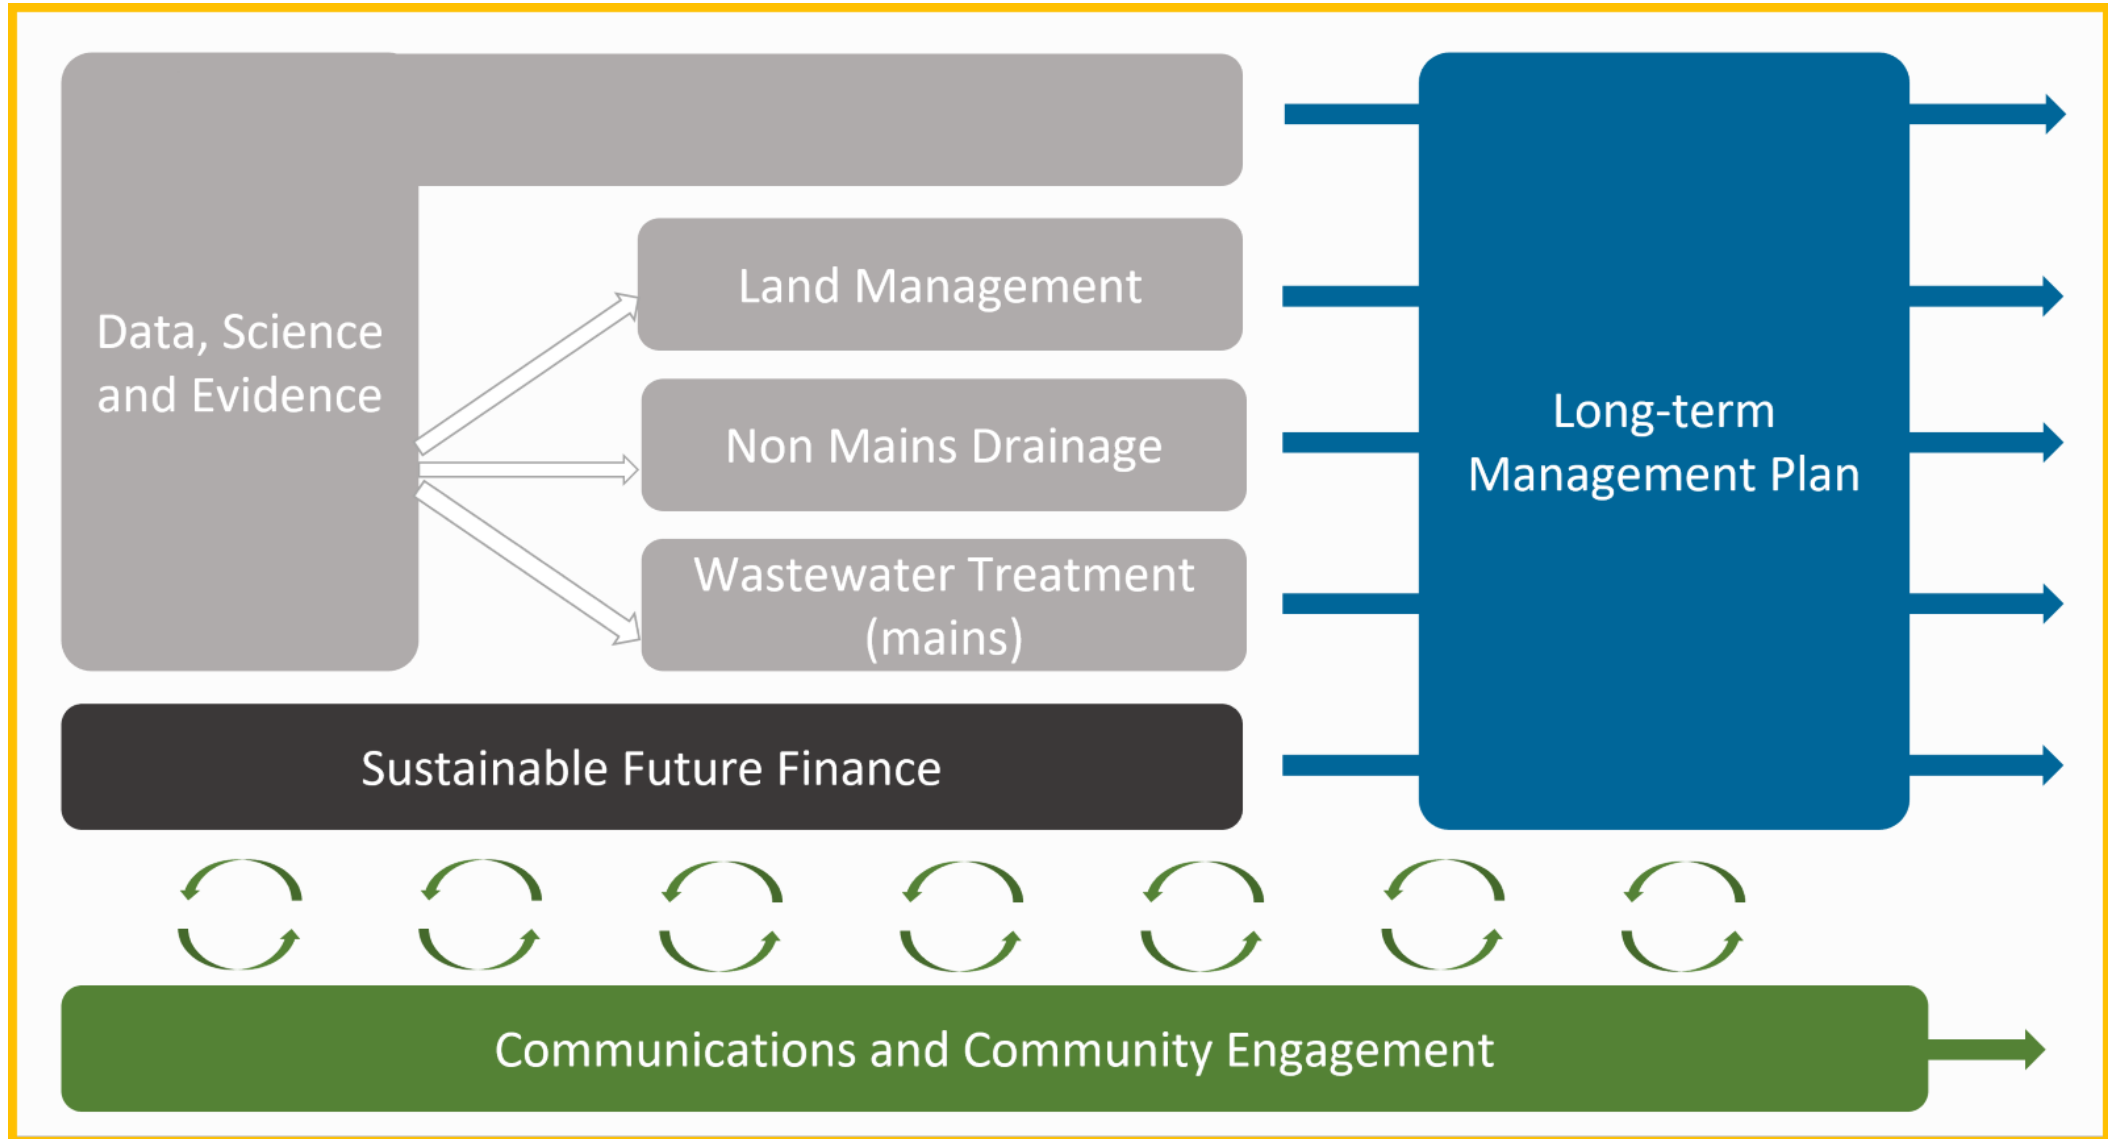 Data, Science
and Evidence
Land Management
Non Mains Drainage
Wastewater Treatment
(mains)
Long-term
Management Plan
Sustainable Future Finance
Communications and Community Engagement